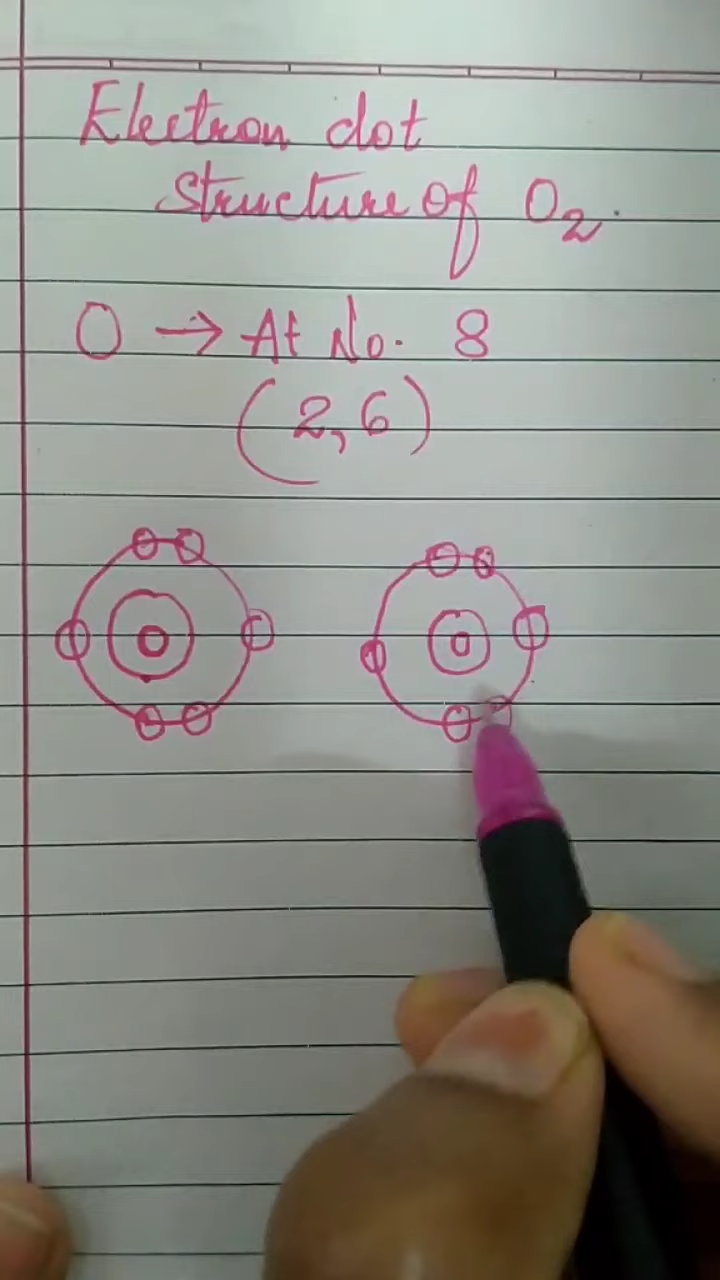 Electron dot
structure of O2.
O → At No. 8
(2,6)
O O